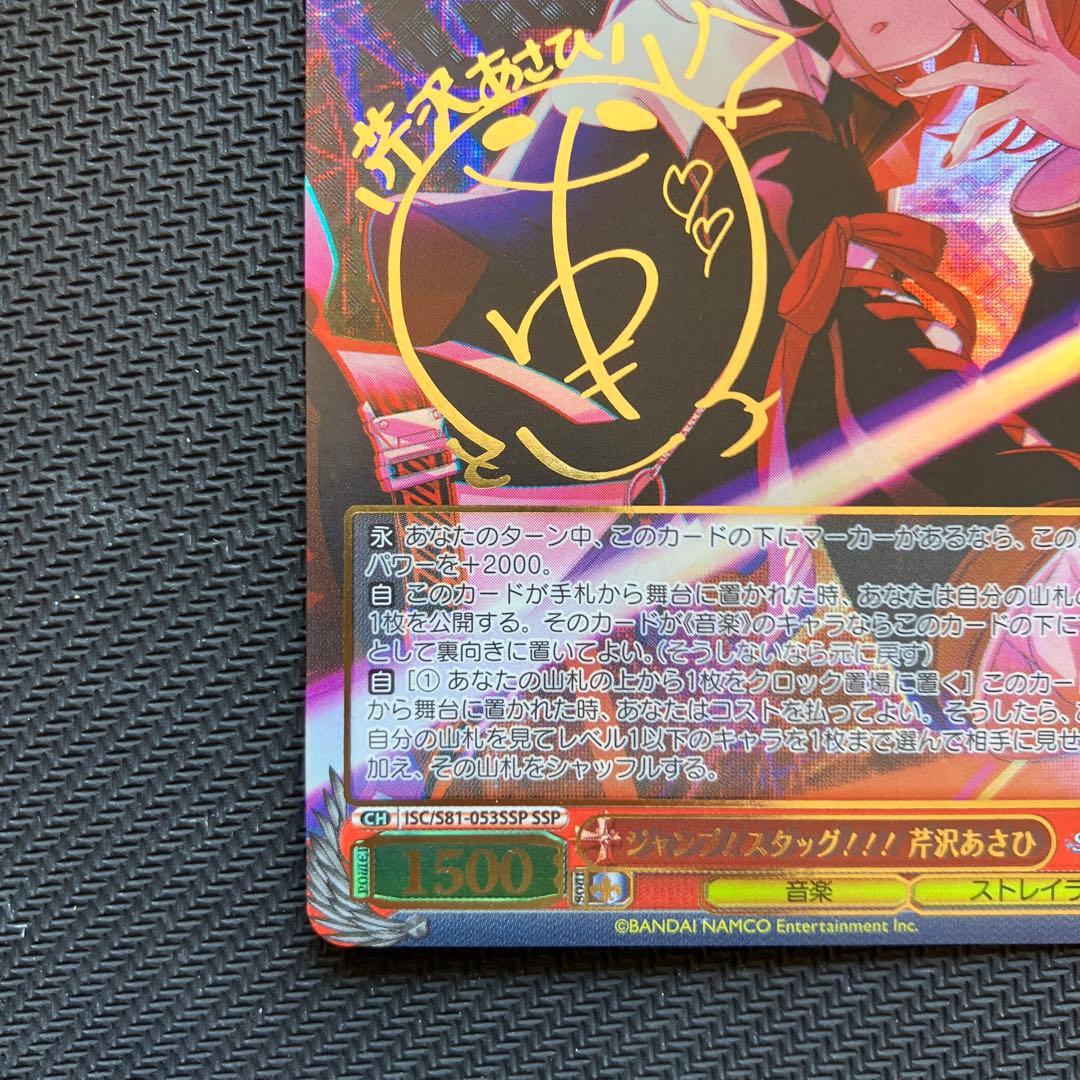 芹沢あさひ
永 あなたのターン中、このカードの下にマーカーがあるなら、この
パワーを+2000。
自 このカードが手札から舞台に置かれた時、あなたは自分の山札
1枚を公開する。そのカードが《音楽》のキャラならこのカードの下に
として裏向きに置いてよい。(そうしないなら元に戻す)
自 [① あなたの山札の上から1枚をクロック置場に置く] このカー
から舞台に置かれた時、あなたはコストを払ってよい。そうしたら、
自分の山札を見てレベル1以下のキャラを1枚まで選んで相手に見せ
加え、その山札をシャッフルする。
CH ISC/S81-053SSP SSP
ジャンプ!スタッグ!!! 芹沢あさひ
POWER 1500 SOUL
音楽 ストレイラ
©BANDAI NAMCO Entertainment Inc.